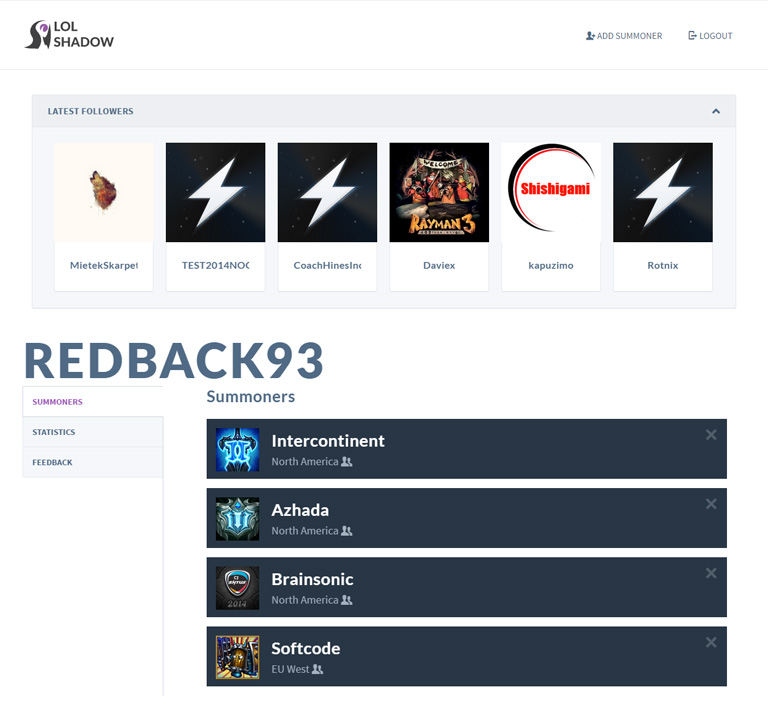 LOL
SHADOW
ADD SUMMONER
LOGOUT
LATEST FOLLOWERS
WELCOME
RAYMAN 3
Shishigami
MietekSkarpet
TEST2014NOC
CoachHinesInc
Daviex
kapuzimo
Rotnix
REDBACK93
SUMMONERS
STATISTICS
FEEDBACK
Summoners
Intercontinent
North America
Azhada
North America
Brainsonic
North America
2014
Softcode
EU West